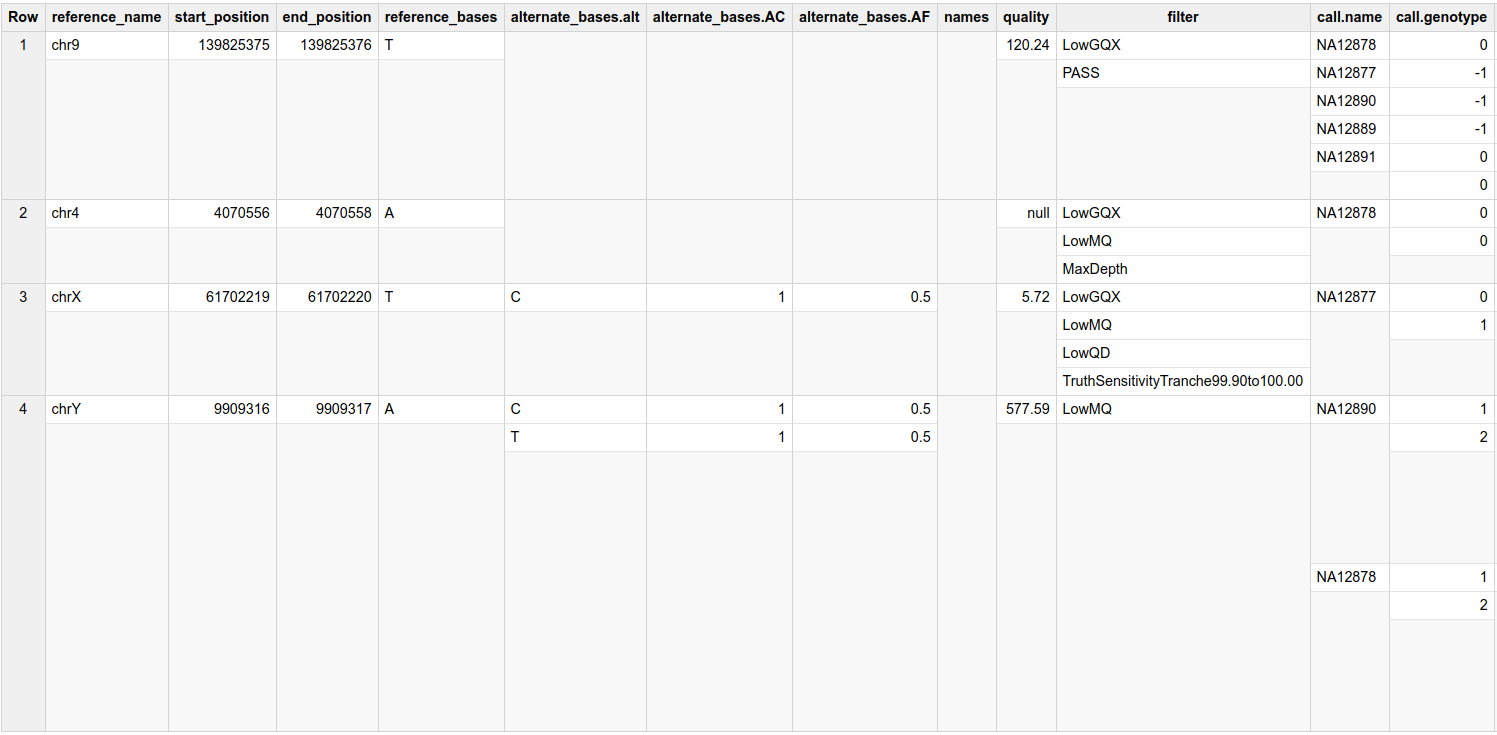 Row reference_name start_position end_position reference_bases alternate_bases.alt alternate_bases.AC alternate_bases.AF names quality filter call.name call.genotype
1 chr9 139825375 139825376 T 120.24 LowGQX NA12878 0
PASS NA12877 -1
NA12890 -1
NA12889 -1
NA12891 0
0
2 chr4 4070556 4070558 A null LowGQX NA12878 0
LowMQ 0
MaxDepth
3 chrX 61702219 61702220 T C 1 0.5 5.72 LowGQX NA12877 0
LowMQ 1
LowQD
TruthSensitivityTranche99.90to100.00
4 chrY 9909316 9909317 A C 1 0.5 577.59 LowMQ NA12890 1
T 1 0.5 2
NA12878 1
2